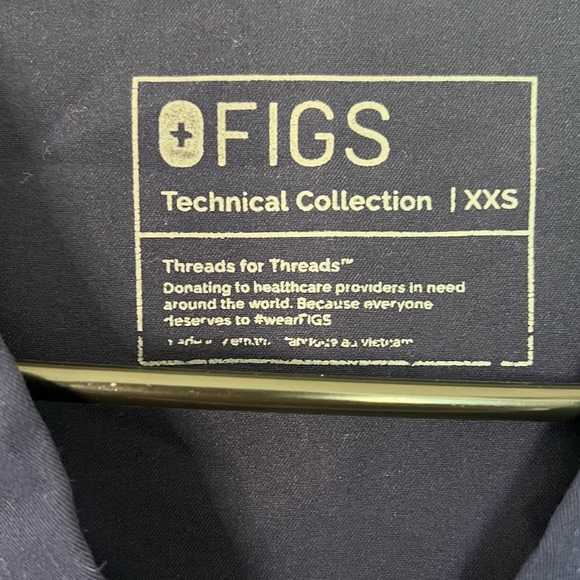 FIGS
Technical Collection | XXS
Threads for Threads™
Donating to healthcare providers in need
around the world. Because everyone
deserves to #wearFIGS
vietnam